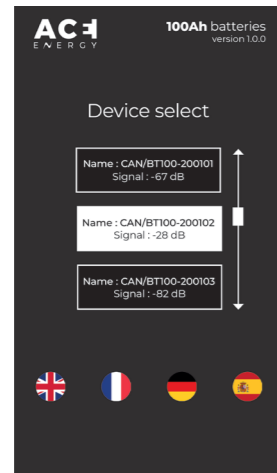 ACE
ENERGY
100Ah batteries
version 1.0.0
Device select
Name : CAN/BT100-200101
Signal : -67 dB
Name : CAN/BT100-200102
Signal : -28 dB
Name : CAN/BT100-200103
Signal : -82 dB